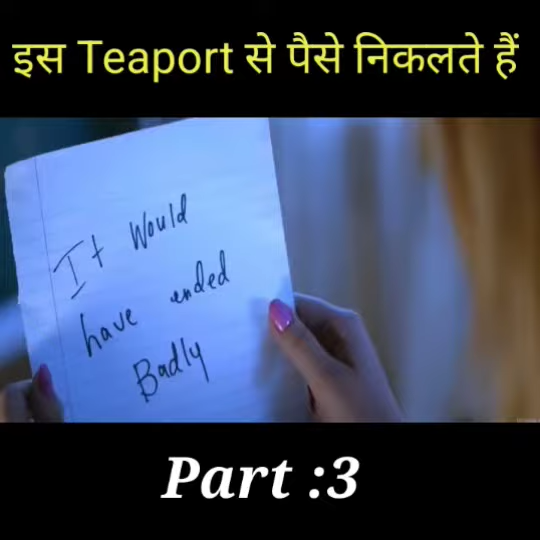 इस Teaport से पैसे निकलते हैं
It Would
have ended
Badly
Part :3